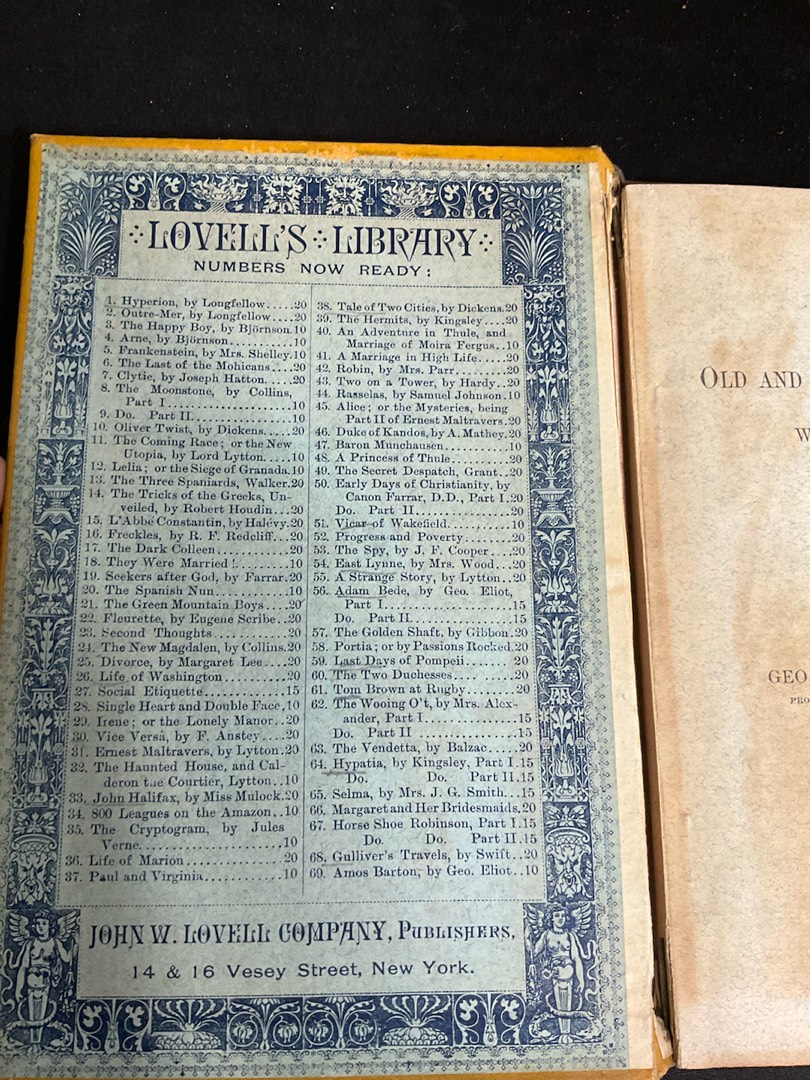 LOVELL'S LIBRARY
NUMBERS NOW READY:
1. Hyperion, by Longfellow.....20
2. Outre-Mer, by Longfellow....20
3. The Happy Boy, by Björnson.10
4. Arne, by Björnson...........10
5. Frankenstein, by Mrs. Shelley.10
6. The Last of the Mohicans....20
7. Clytie, by Joseph Hatton.....20
8. The Moonstone, by Collins,
Part I......................10
9. Do. Part II................10
10. Oliver Twist, by Dickens.....20
11. The Coming Race; or the New
Utopia, by Lord Lytton....10
12. Lelia; or the Siege of Granada.10
13. The Three Spaniards, Walker.20
14. The Tricks of the Greeks, Un-
veiled, by Robert Houdin...20
15. L'Abbé Constantin, by Halévy.20
16. Freckles, by R. F. Redcliff...20
17. The Dark Colleen............20
18. They Were Married!.........10
19. Seekers after God, by Farrar.20
20. The Spanish Nun............10
21. The Green Mountain Boys...20
22. Fleurette, by Eugene Scribe..20
23. Second Thoughts............20
24. The New Magdalen, by Collins.20
25. Divorce, by Margaret Lee....20
26. Life of Washington..........20
27. Social Etiquette.............15
28. Single Heart and Double Face.10
29. Irene; or the Lonely Manor..20
30. Vice Versâ, by F. Anstey....20
31. Ernest Maltravers, by Lytton.20
32. The Haunted House, and Cal-
deron the Courtier, Lytton..10
33. John Halifax, by Miss Mulock.20
34. 800 Leagues on the Amazon..10
35. The Cryptogram, by Jules
Verne......................10
36. Life of Marion...............20
37. Paul and Virginia............10
38. Tale of Two Cities, by Dickens.20
39. The Hermits, by Kingsley....20
40. An Adventure in Thule, and
Marriage of Moira Fergus..10
41. A Marriage in High Life.....20
42. Robin, by Mrs. Parr.........20
43. Two on a Tower, by Hardy..20
44. Rasselas, by Samuel Johnson.10
45. Alice; or the Mysteries, being
Part II of Ernest Maltravers.20
46. Duke of Kandos, by A. Mathey.20
47. Baron Munchausen..........10
48. A Princess of Thule.........20
49. The Secret Despatch, Grant..20
50. Early Days of Christianity, by
Canon Farrar, D.D., Part I.20
Do. Part II.................20
51. Vicar of Wakefield..........10
52. Progress and Poverty........20
53. The Spy, by J. F. Cooper....20
54. East Lynne, by Mrs. Wood...20
55. A Strange Story, by Lytton..20
56. Adam Bede, by Geo. Eliot,
Part I......................15
Do. Part II................15
57. The Golden Shaft, by Gibbon.20
58. Portia; or by Passions Rocked.20
59. Last Days of Pompeii....... 20
60. The Two Duchesses.........20
61. Tom Brown at Rugby........20
62. The Wooing O't, by Mrs. Alex-
ander, Part I...............15
Do. Part II................15
63. The Vendetta, by Balzac.....20
64. Hypatia, by Kingsley, Part I.15
Do. Do. Part II.15
65. Selma, by Mrs. J. G. Smith...15
66. Margaret and Her Bridesmaids.20
67. Horse Shoe Robinson, Part I.15
Do. Do. Part II.15
68. Gulliver's Travels, by Swift..20
69. Amos Barton, by Geo. Eliot..10
JOHN W. LOVELL COMPANY, PUBLISHERS,
14 & 16 Vesey Street, New York.
OLD AND
W
GEO
PRO